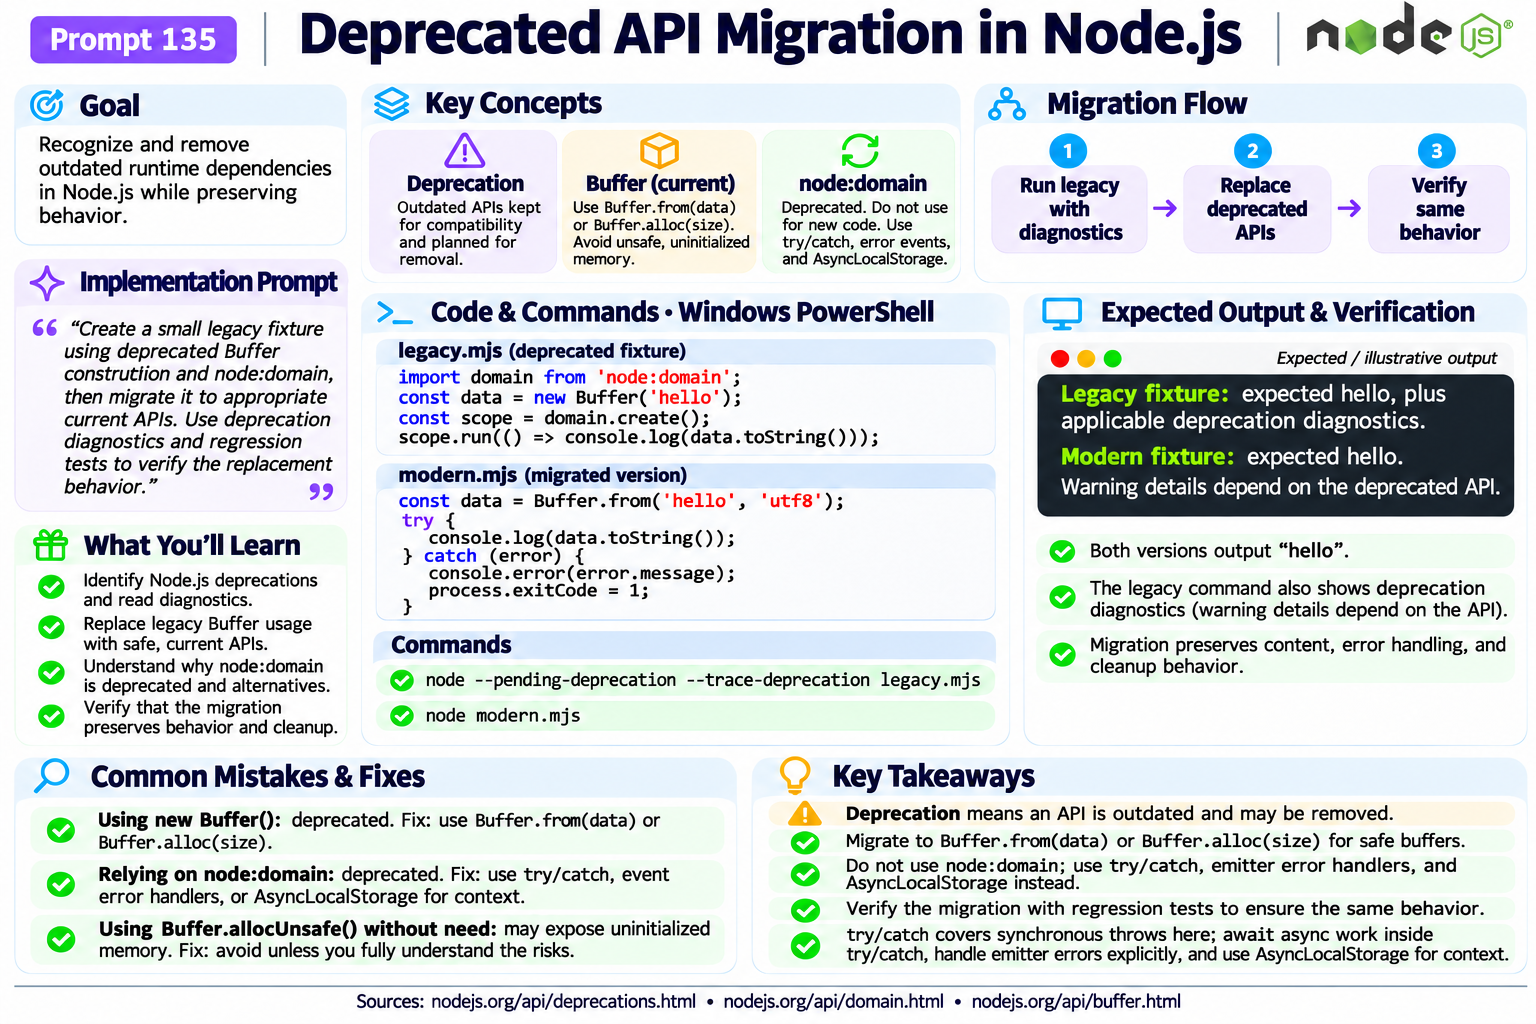 Prompt 135
Deprecated API Migration in Node.js
node
JS
®
Goal
Recognize and remove
outdated runtime dependencies
in Node.js while preserving
behavior.
Implementation Prompt
“Create a small legacy fixture
using deprecated Buffer
constrution and node:domain,
then migrate it to appropriate
current APIs. Use deprecation
diagnostics and regression
tests to verify the replacement
behavior.”
What You’ll Learn
Identify Node.js deprecations
and read diagnostics.
Replace legacy Buffer usage
with safe, current APIs.
Understand why node:domain
is deprecated and alternatives.
Verify that the migration
preserves behavior and cleanup.
Key Concepts
Deprecation
Outdated APIs kept
for compatibility
and planned for
removal.
Buffer (current)
Use Buffer.from(data)
or Buffer.alloc(size).
Avoid unsafe, uninitialized
memory.
node:domain
Deprecated. Do not use
for new code. Use
try/catch, error events,
and AsyncLocalStorage.
Migration Flow
1
Run legacy
with
diagnostics
2
Replace
deprecated
APIs
3
Verify
same
behavior
Code & Commands • Windows PowerShell
legacy.mjs (deprecated fixture)
import domain from 'node:domain';
const data = new Buffer('hello');
const scope = domain.create();
scope.run(() => console.log(data.toString()));
modern.mjs (migrated version)
const data = Buffer.from('hello', 'utf8');
try {
console.log(data.toString());
} catch (error) {
console.error(error.message);
process.exitCode = 1;
}
Commands
node --pending-deprecation --trace-deprecation legacy.mjs
node modern.mjs
Expected Output & Verification
Expected / illustrative output
Legacy fixture: expected hello, plus
applicable deprecation diagnostics.
Modern fixture: expected hello.
Warning details depend on the deprecated API.
Both versions output “hello”.
The legacy command also shows deprecation
diagnostics (warning details depend on the API).
Migration preserves content, error handling, and
cleanup behavior.
Common Mistakes & Fixes
Using new Buffer(): deprecated. Fix: use Buffer.from(data) or
Buffer.alloc(size).
Relying on node:domain: deprecated. Fix: use try/catch, event
error handlers, or AsyncLocalStorage for context.
Using Buffer.allocUnsafe() without need: may expose uninitialized
memory. Fix: avoid unless you fully understand the risks.
Key Takeaways
Deprecation means an API is outdated and may be removed.
Migrate to Buffer.from(data) or Buffer.alloc(size) for safe buffers.
Do not use node:domain; use try/catch, emitter error handlers, and
AsyncLocalStorage instead.
Verify the migration with regression tests to ensure the same behavior.
try/catch covers synchronous throws here; await async work inside
try/catch, handle emitter errors explicitly, and use AsyncLocalStorage for context.
Sources: nodejs.org/api/deprecations.html • nodejs.org/api/domain.html • nodejs.org/api/buffer.html